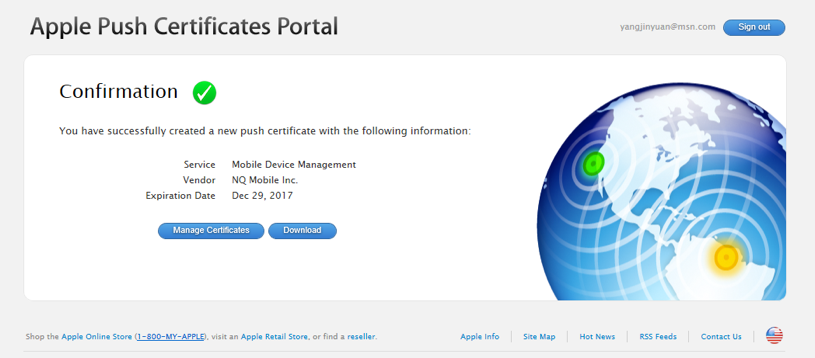 Apple Push Certificates Portal
yangjinyuan@msn.com Sign out
Confirmation
You have successfully created a new push certificate with the following information:
Service Mobile Device Management
Vendor NQ Mobile Inc.
Expiration Date Dec 29, 2017
Manage Certificates Download
Shop the Apple Online Store (1-800-MY-APPLE), visit an Apple Retail Store, or find a reseller. Apple Info Site Map Hot News RSS Feeds Contact Us